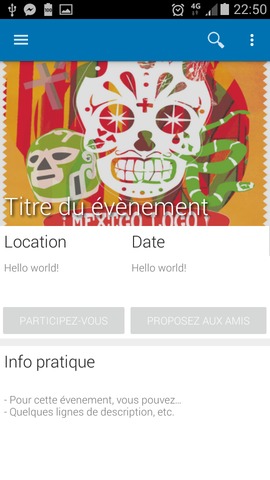 4G
22:50
¡MEXICO LOCO!
Titre du évènement
Location
Date
Hello world!
Hello world!
PARTICIPEZ-VOUS
PROPOSEZ AUX AMIS
Info pratique
- Pour cette évenement, vous pouvez...
- Quelques lignes de description, etc.